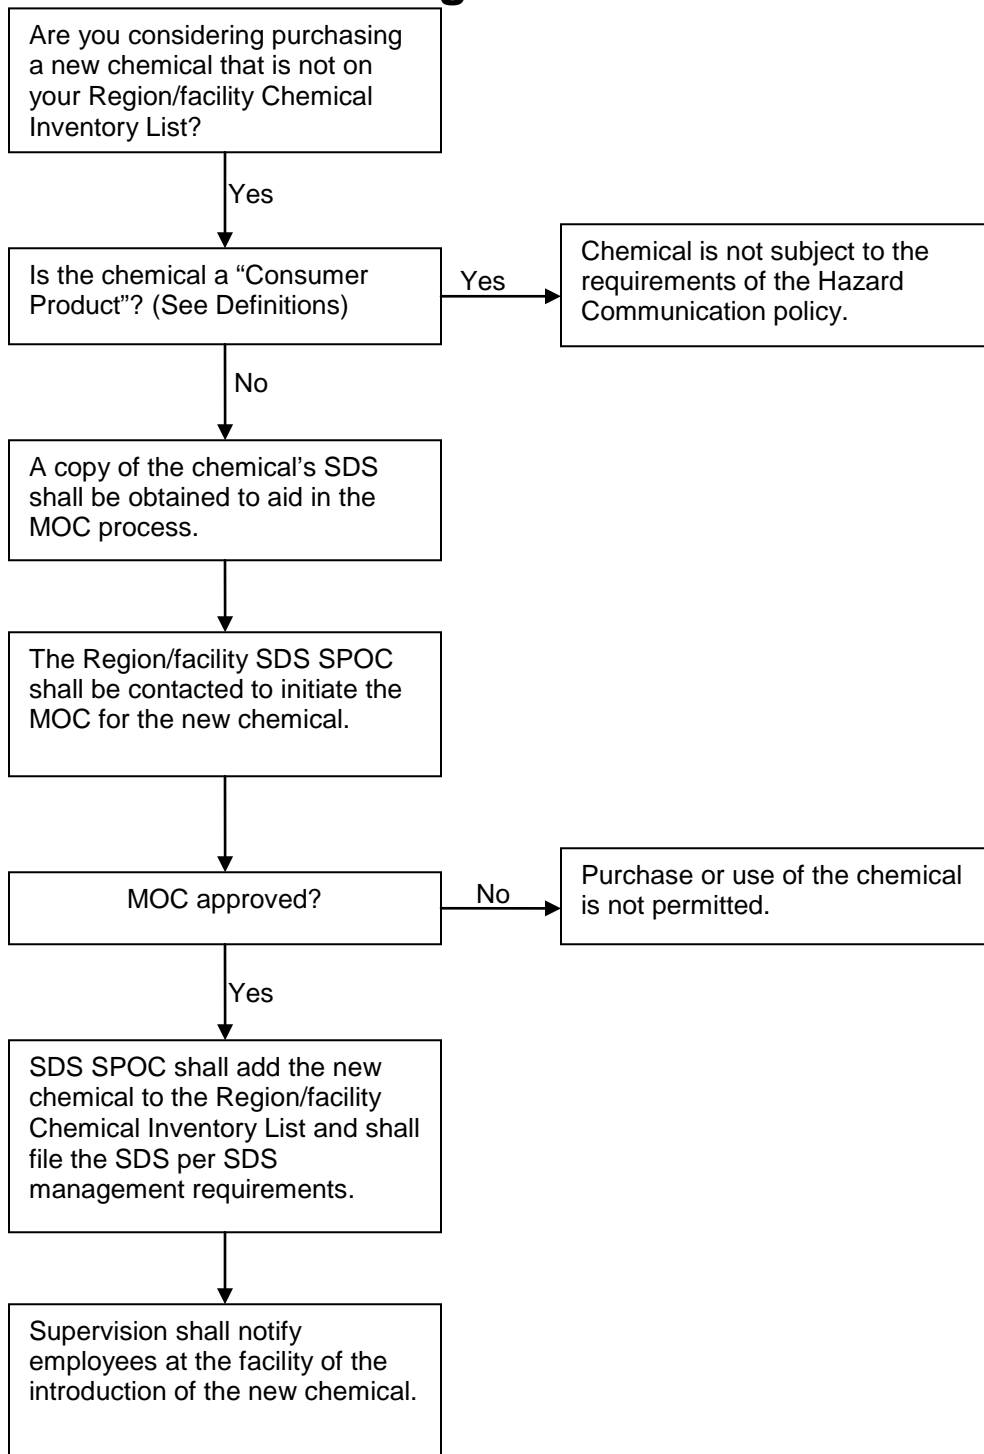 Are you considering purchasing
a new chemical that is not on
your Region/facility Chemical
Inventory List?
Yes
Is the chemical a “Consumer
Product”? (See Definitions)
Yes
Chemical is not subject to the
requirements of the Hazard
Communication policy.
No
A copy of the chemical’s SDS
shall be obtained to aid in the
MOC process.
The Region/facility SDS SPOC
shall be contacted to initiate the
MOC for the new chemical.
MOC approved?
No
Purchase or use of the chemical
is not permitted.
Yes
SDS SPOC shall add the new
chemical to the Region/facility
Chemical Inventory List and shall
file the SDS per SDS
management requirements.
Supervision shall notify
employees at the facility of the
introduction of the new chemical.